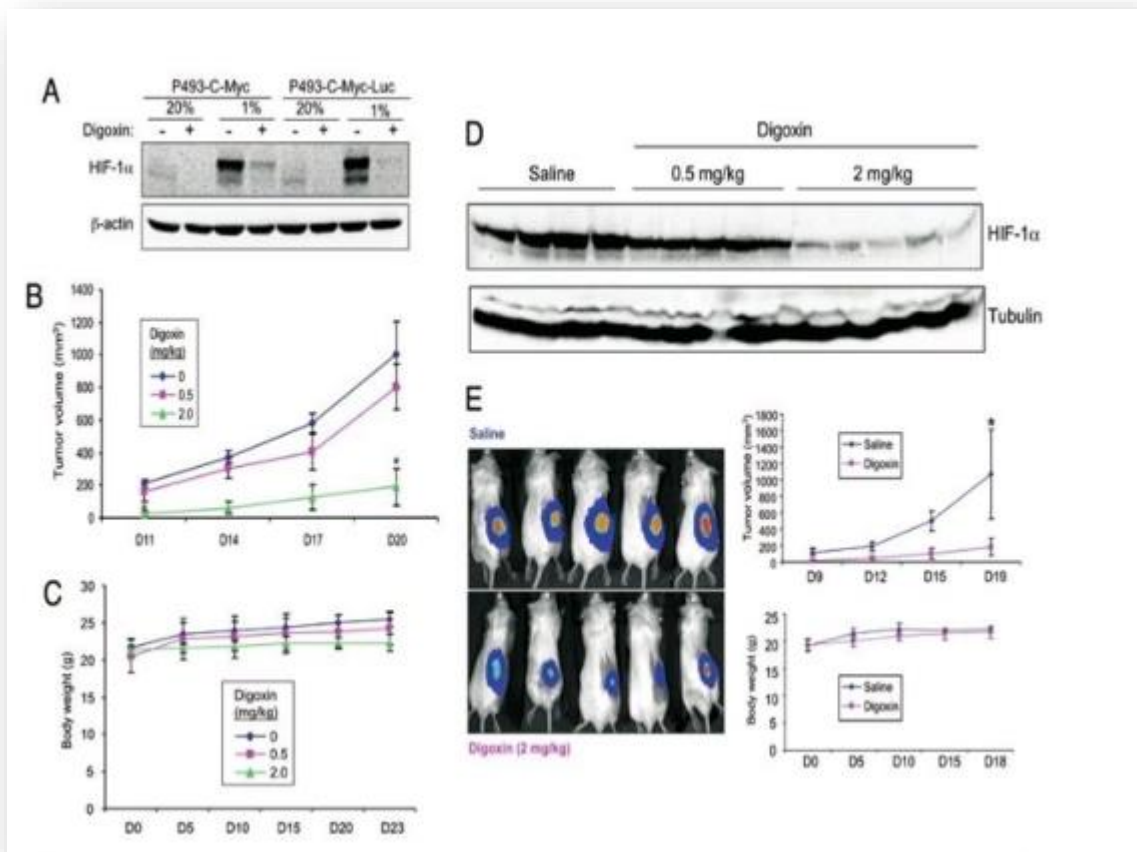 A
P493-C-Myc P493-C-Myc-Luc
20% 1% 20% 1%
Digoxin: - + - + - + - +
HIF-1α
β-actin
B
1400
1200
1000
800
600
400
200
0
Tumor volume (mm³)
Digoxin
(mg/kg)
0
0.5
2.0
*
D11 D14 D17 D20
C
30
25
20
15
10
5
0
Body weight (g)
Digoxin
(mg/kg)
0
0.5
2.0
D0 D5 D10 D15 D20 D23
D
Digoxin
Saline 0.5 mg/kg 2 mg/kg
HIF-1α
Tubulin
E
Saline
Digoxin (2 mg/kg)
1800
1600
1400
1200
1000
800
600
400
200
0
Tumor volume (mm³)
Saline
Digoxin
*
D9 D12 D15 D19
25
20
15
10
5
0
Body weight (g)
Saline
Digoxin
D0 D5 D10 D15 D18